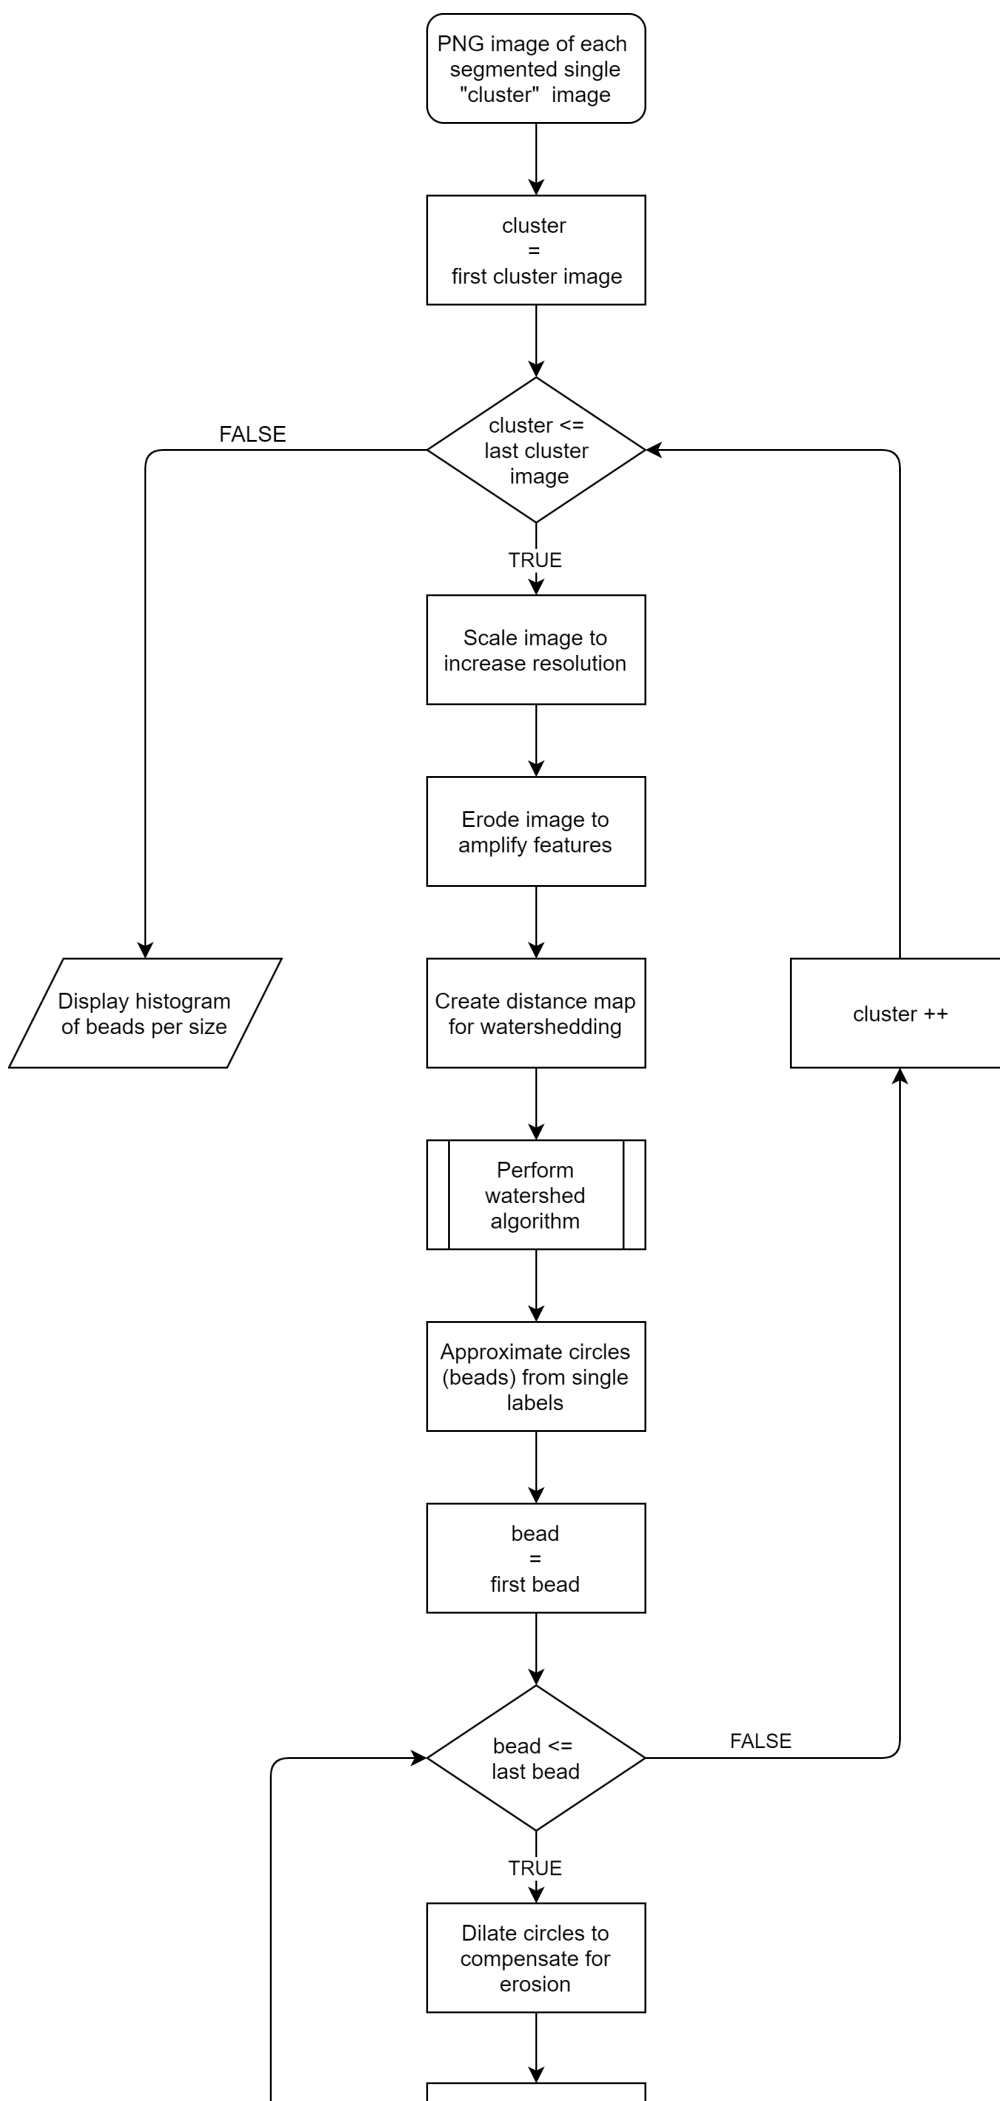 PNG image of each
segmented single
"cluster" image
cluster
=
first cluster image
cluster <=
last cluster
image
FALSE
TRUE
Scale image to
increase resolution
Erode image to
amplify features
Display histogram
of beads per size
Create distance map
for watershedding
cluster ++
Perform
watershed
algorithm
Approximate circles
(beads) from single
labels
bead
=
first bead
bead <=
last bead
FALSE
TRUE
Dilate circles to
compensate for
erosion